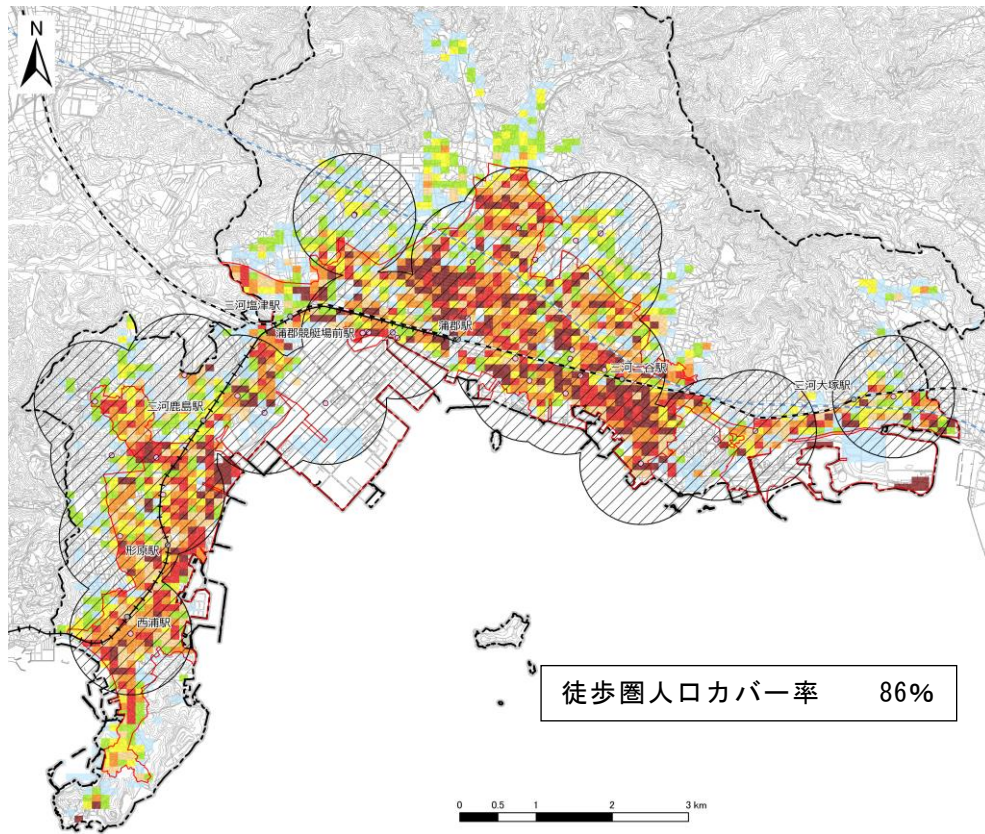 N
三河塩津駅
蒲郡競艇場前駅
蒲郡駅
三河三谷駅
三河大塚駅
三河鹿島駅
形原駅
西浦駅
徒歩圏人口カバー率 86%
0 0.5 1 2 3 km